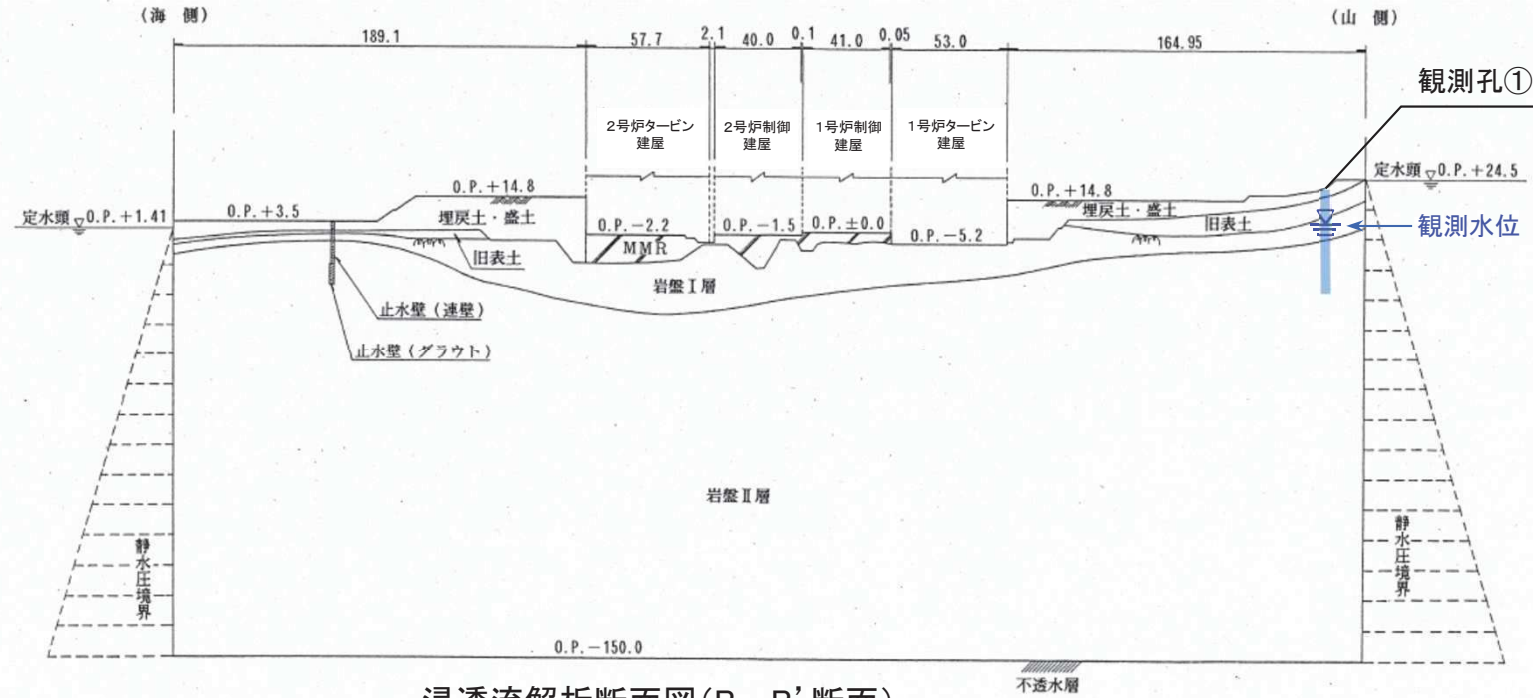 (海 側)
(山 側)
189.1
57.7
2.1
40.0
0.1
41.0
0.05
53.0
164.95
観測孔①
2号炉タービン
建屋
2号炉制御
建屋
1号炉制御
建屋
1号炉タービン
建屋
定水頭 ▽O.P.+24.5
O.P.+14.8
O.P.+14.8
定水頭 ▽O.P.+1.41
O.P.+3.5
埋戻土・盛土
O.P.-2.2
O.P.-1.5
O.P.±0.0
O.P.-5.2
埋戻土・盛土
旧表土
観測水位
MMR
旧表土
岩盤Ⅰ層
止水壁(連壁)
止水壁(グラウト)
岩盤Ⅱ層
静水圧境界
静水圧境界
O.P.-150.0
不透水層